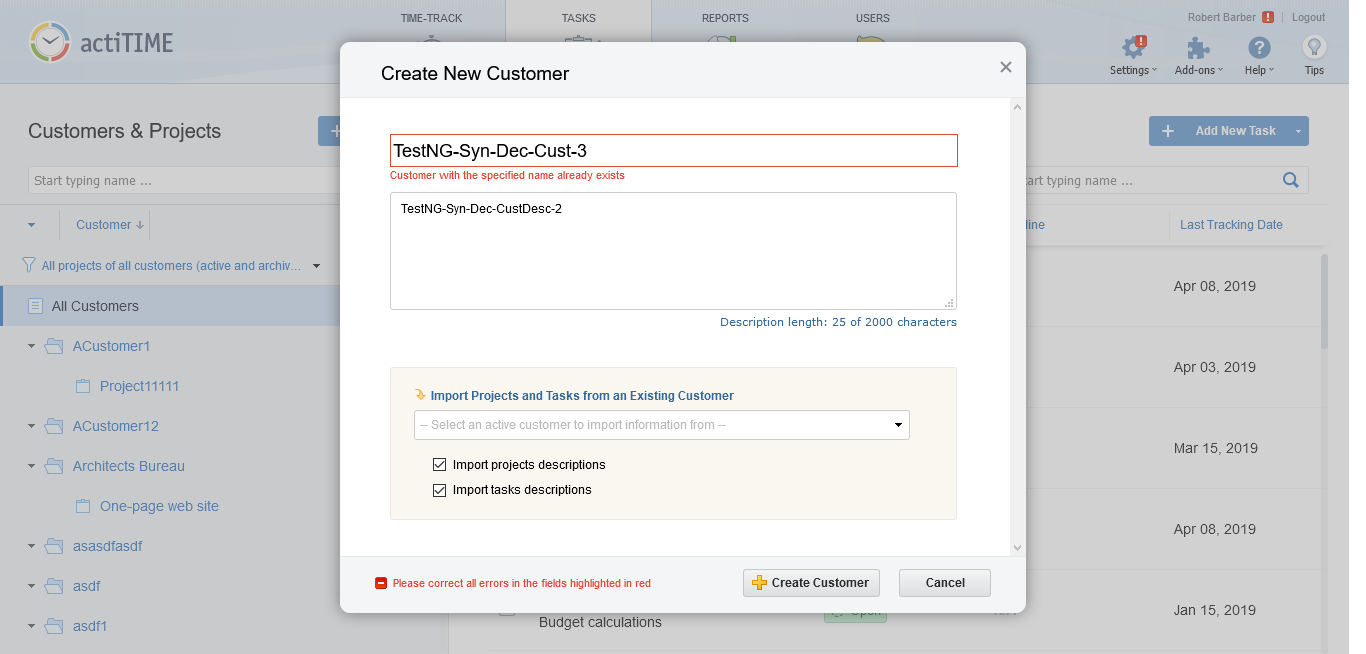 TIME-TRACK
TASKS
REPORTS
USERS
Robert Barber
Logout
actiTIME
Settings
Add-ons
Help
Tips
Create New Customer
Customers & Projects
Add New Task
TestNG-Syn-Dec-Cust-3
Customer with the specified name already exists
Start typing name ...
typing name ...
TestNG-Syn-Dec-CustDesc-2
Customer
Last Tracking Date
All projects of all customers (active and archiv...
Apr 08, 2019
All Customers
Description length: 25 of 2000 characters
ACustomer1
Apr 03, 2019
Project11111
Import Projects and Tasks from an Existing Customer
-- Select an active customer to import information from --
ACustomer12
Mar 15, 2019
Architects Bureau
Import projects descriptions
Import tasks descriptions
One-page web site
Apr 08, 2019
asasdfasdf
asdf
Please correct all errors in the fields highlighted in red
Create Customer
Cancel
Jan 15, 2019
Open
Budget calculations
asdf1